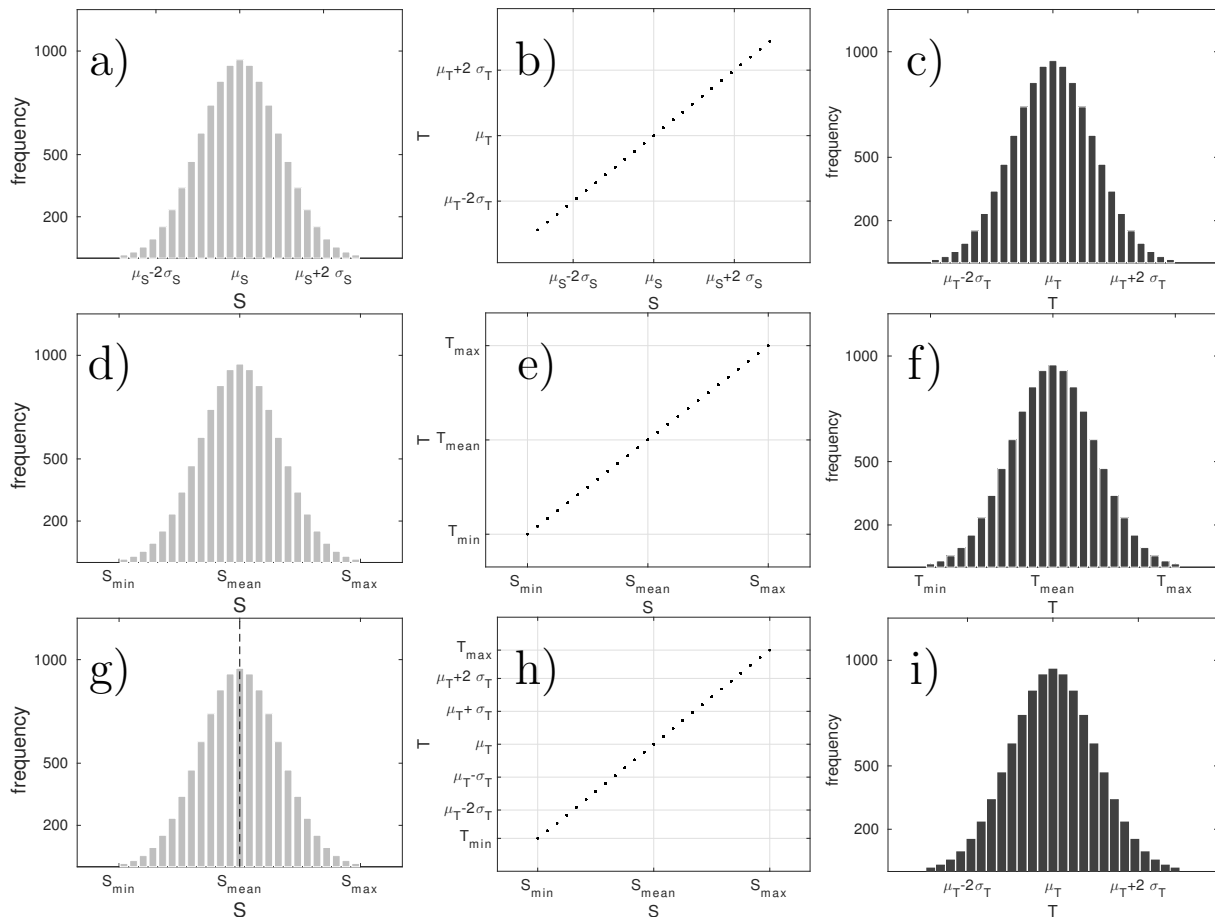 a)
1000
500
200
frequency
μS-2σS
μS
μS+2 σS
S
b)
μT+2 σT
μT
μT-2σT
T
μS-2σS
μS
μS+2 σS
S
c)
1000
500
200
frequency
μT-2σT
μT
μT+2 σT
T
d)
1000
500
200
frequency
Smin
Smean
Smax
S
e)
Tmax
Tmean
Tmin
T
Smin
Smean
Smax
S
f)
1000
500
200
frequency
Tmin
Tmean
Tmax
T
g)
1000
500
200
frequency
Smin
Smean
Smax
S
h)
Tmax
μT+2 σT
μT+ σT
μT
μT-σT
μT-2σT
Tmin
T
Smin
Smean
Smax
S
i)
1000
500
200
frequency
μT-2σT
μT
μT+2 σT
T